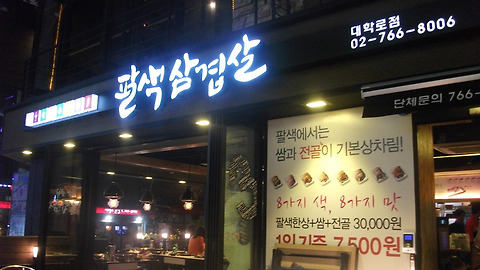 팔색삼겹살
대학로점
02-766-8006
단체문의 766-
팔색에서는
쌈과 전골이 기본상차림!
8가지 색, 8가지 맛
팔색한상+쌈+전골 30,000원
1인기준 7,500원